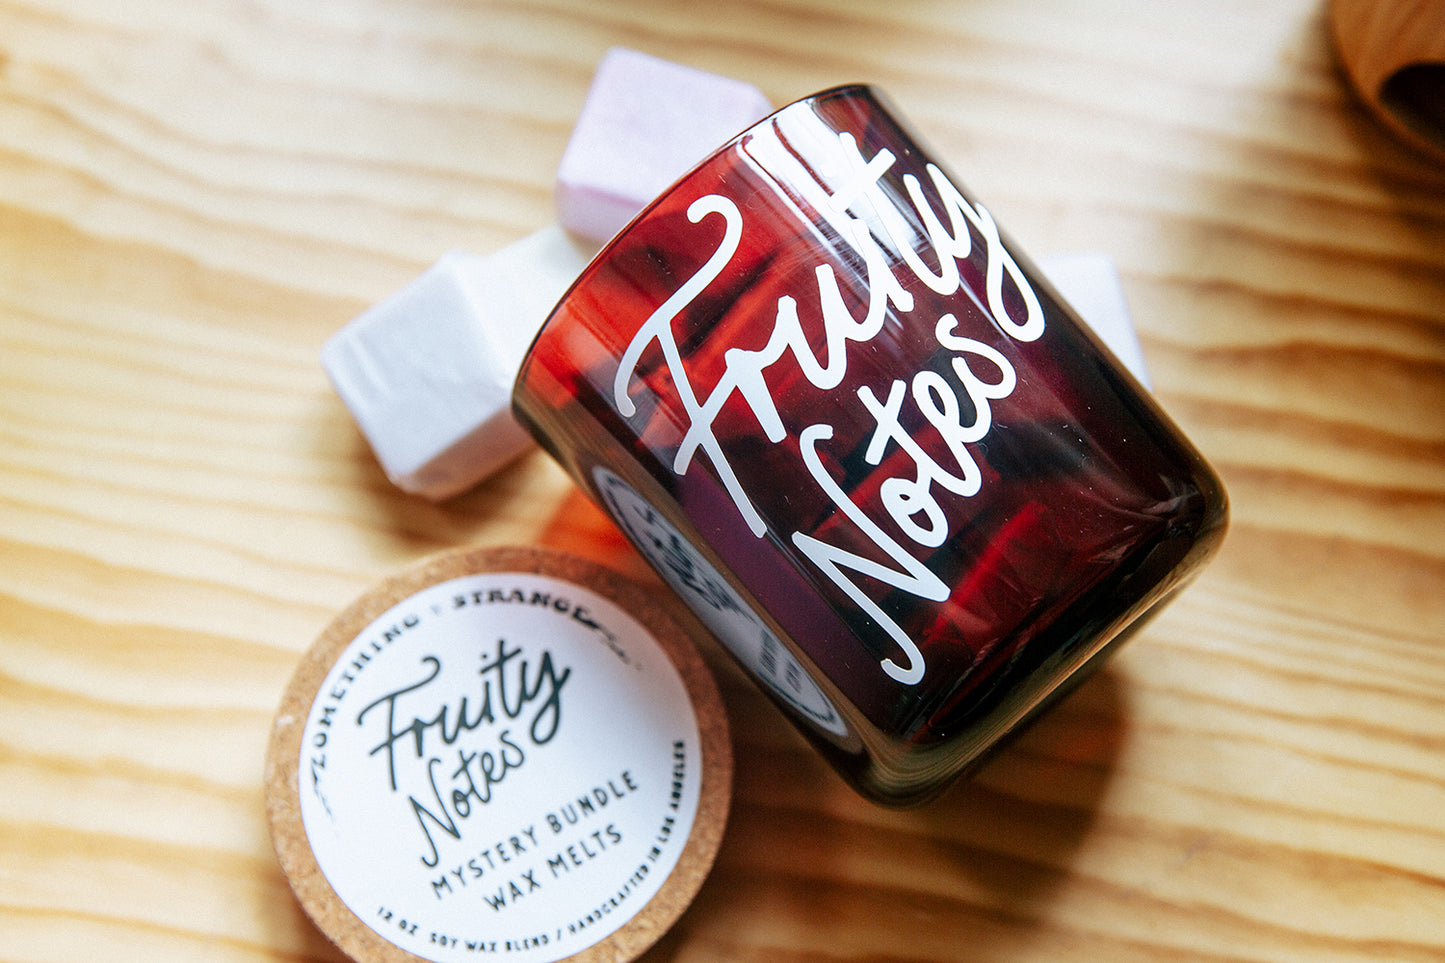 Fruity
Notes
SOMETHING + STRANGE
Fruity
Notes
MYSTERY BUNDLE
WAX MELTS
12 OZ SOY WAX BLEND / HANDCRAFTED IN LOS ANGELES